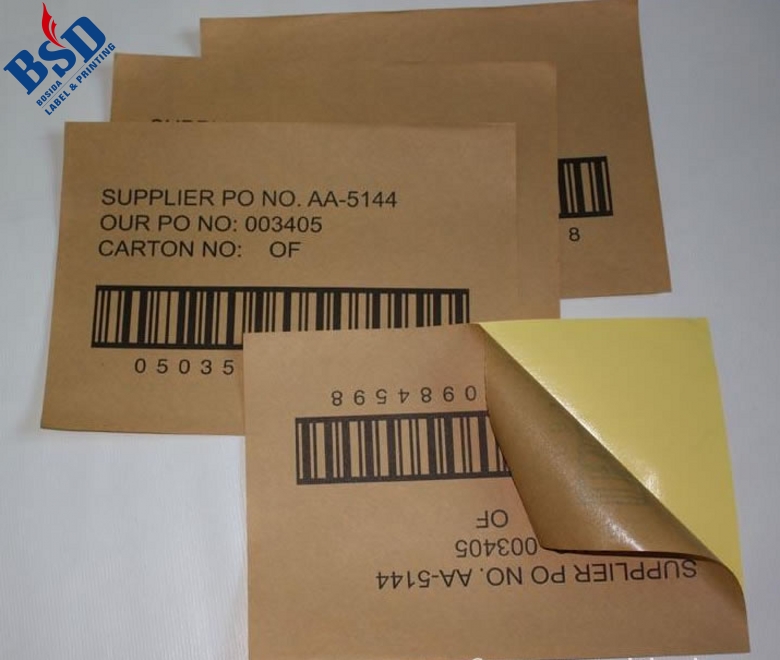 BSD
BOSIDA
LABEL & PRINTING
8
SUPPLIER PO NO. AA-5144
OUR PO NO: 003405
CARTON NO: OF
05035
SUPPLIER PO NO. AA-5144
003405
OF
0984598